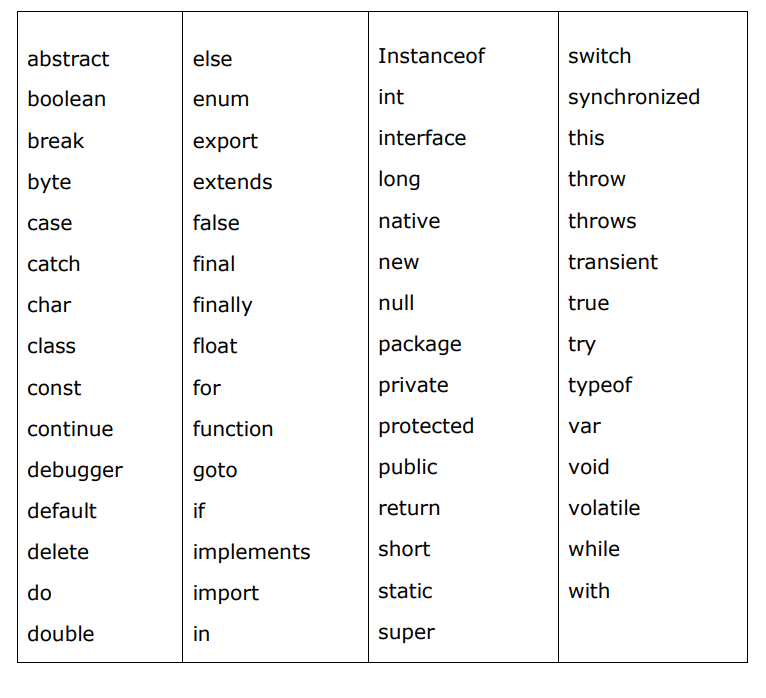 abstract
boolean
break
byte
case
catch
char
class
const
continue
debugger
default
delete
do
double
else
enum
export
extends
false
final
finally
float
for
function
goto
if
implements
import
in
Instanceof
int
interface
long
native
new
null
package
private
protected
public
return
short
static
super
switch
synchronized
this
throw
throws
transient
true
try
typeof
var
void
volatile
while
with